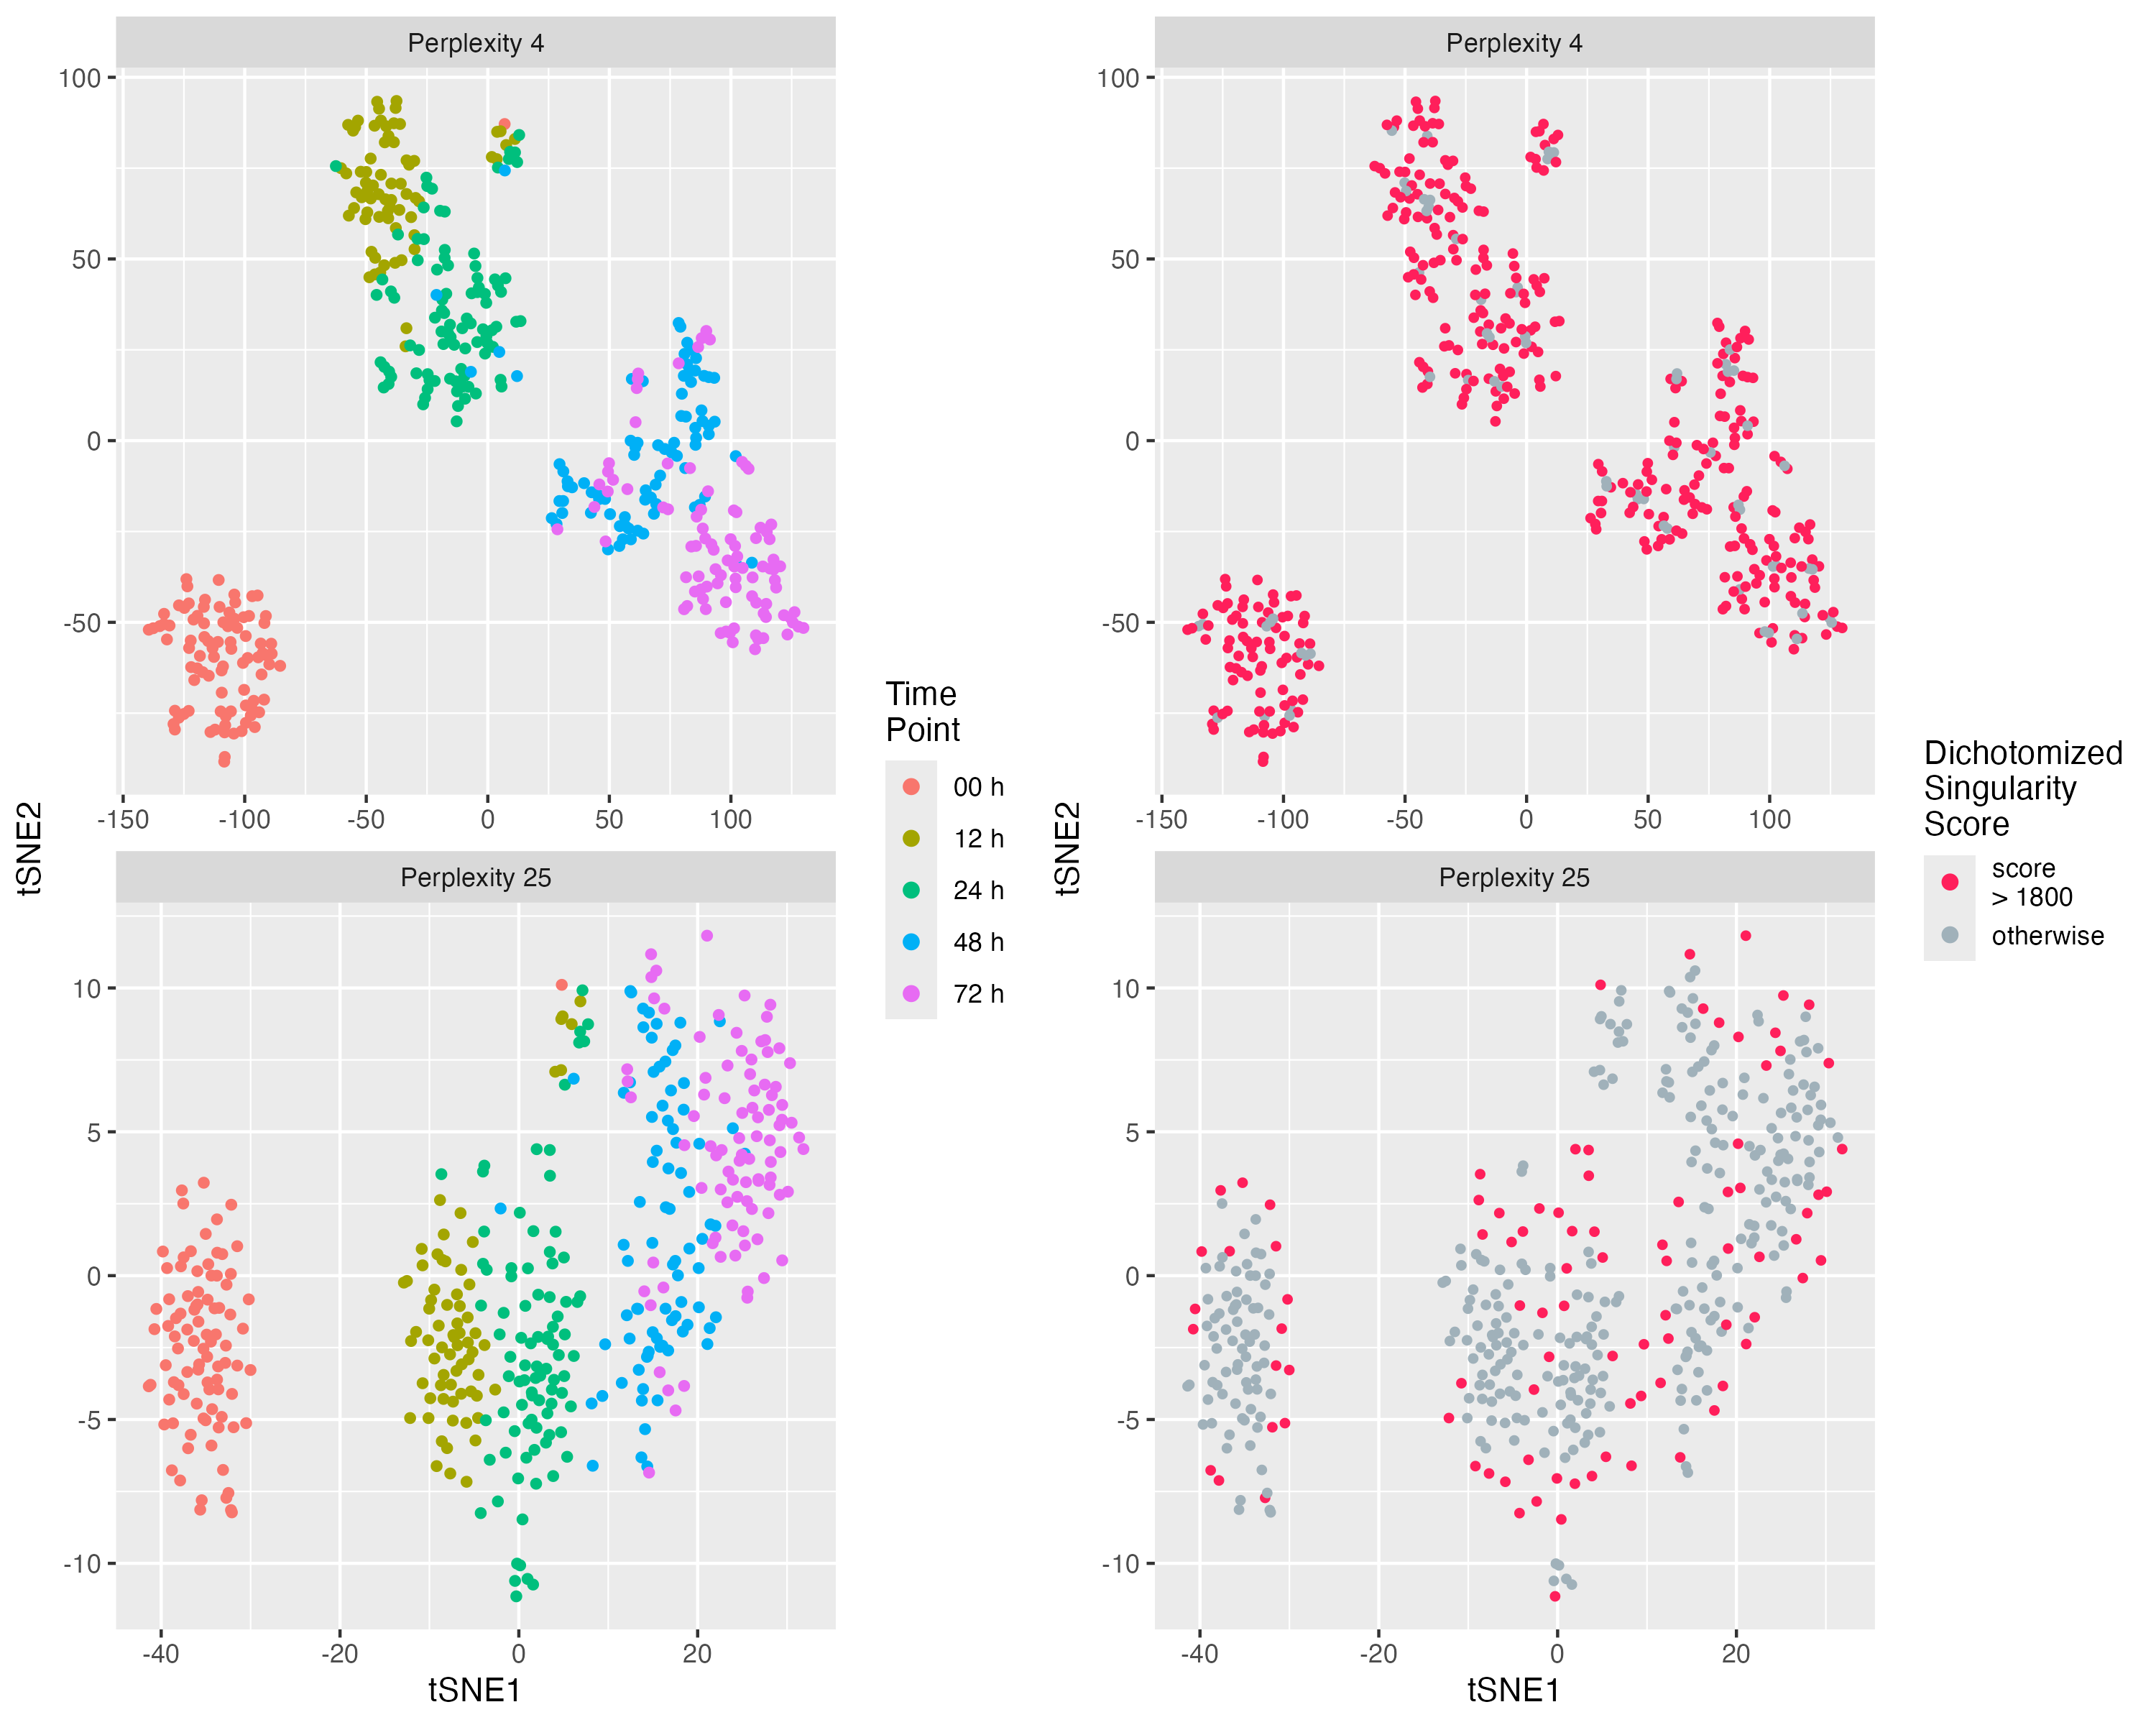 Perplexity 4
100
50
0
-50
-150
-100
-50
0
50
100
Perplexity 25
10
5
0
-5
-10
-40
-20
0
20
tSNE1
tSNE2
Time
Point
00 h
12 h
24 h
48 h
72 h
Perplexity 4
100
50
0
-50
-150
-100
-50
0
50
100
Perplexity 25
10
5
0
-5
-10
-40
-20
0
20
tSNE1
tSNE2
Dichotomized
Singularity
Score
score
> 1800
otherwise